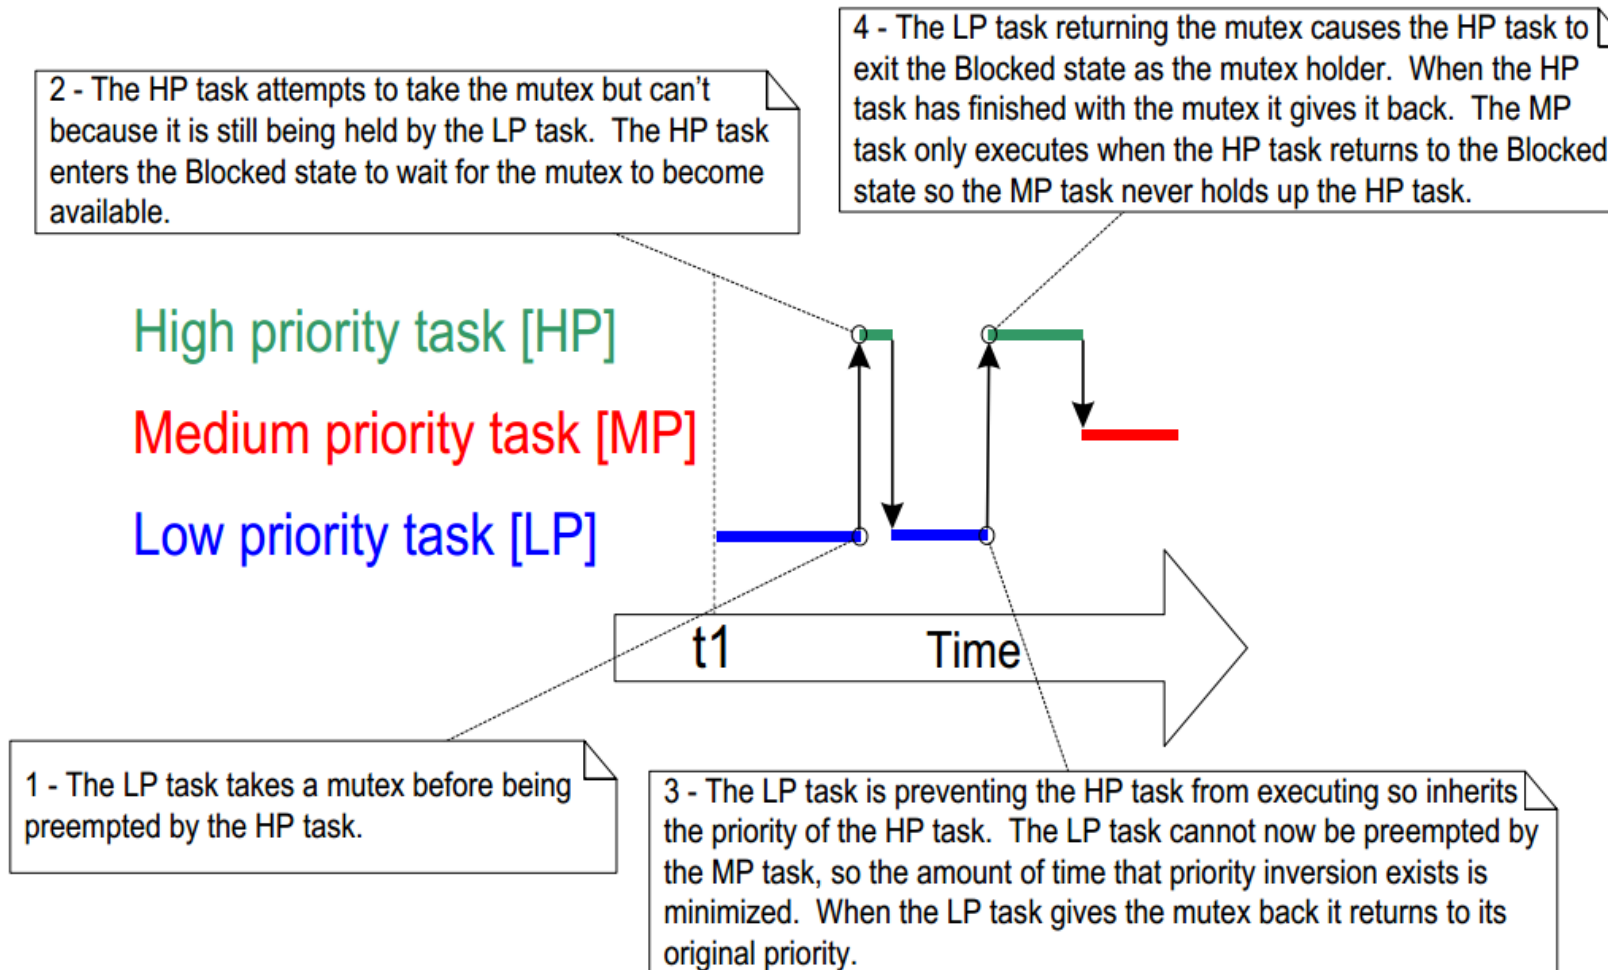 2 - The HP task attempts to take the mutex but can't
because it is still being held by the LP task.  The HP task
enters the Blocked state to wait for the mutex to become
available.
4 - The LP task returning the mutex causes the HP task to
exit the Blocked state as the mutex holder.  When the HP
task has finished with the mutex it gives it back.  The MP
task only executes when the HP task returns to the Blocked
state so the MP task never holds up the HP task.
High priority task [HP]
Medium priority task [MP]
Low priority task [LP]
t1
Time
1 - The LP task takes a mutex before being
preempted by the HP task.
3 - The LP task is preventing the HP task from executing so inherits
the priority of the HP task.  The LP task cannot now be preempted by
the MP task, so the amount of time that priority inversion exists is
minimized.  When the LP task gives the mutex back it returns to its
original priority.